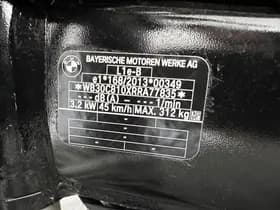 BAYERISCHE MOTOREN WERKE AG
L1e-B
e1*168/2013*00349
*WB30C810XRRA77835*
--- dB(A) - --- 1/min
3,2 kW 45 km/h MAX. 312 kg